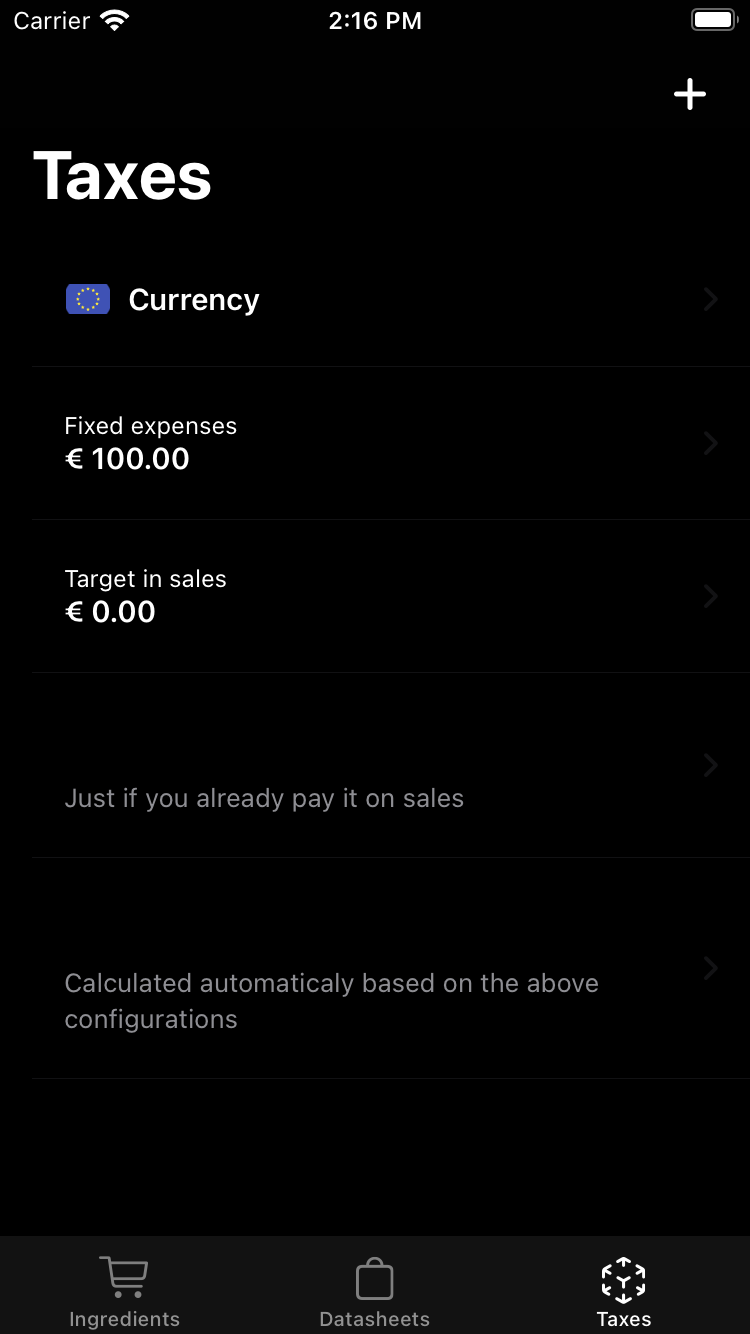 Carrier 2:16 PM
Taxes
Currency
Fixed expenses
€ 100.00
Target in sales
€ 0.00
Just if you already pay it on sales
Calculated automaticaly based on the above
configurations
Ingredients Datasheets Taxes